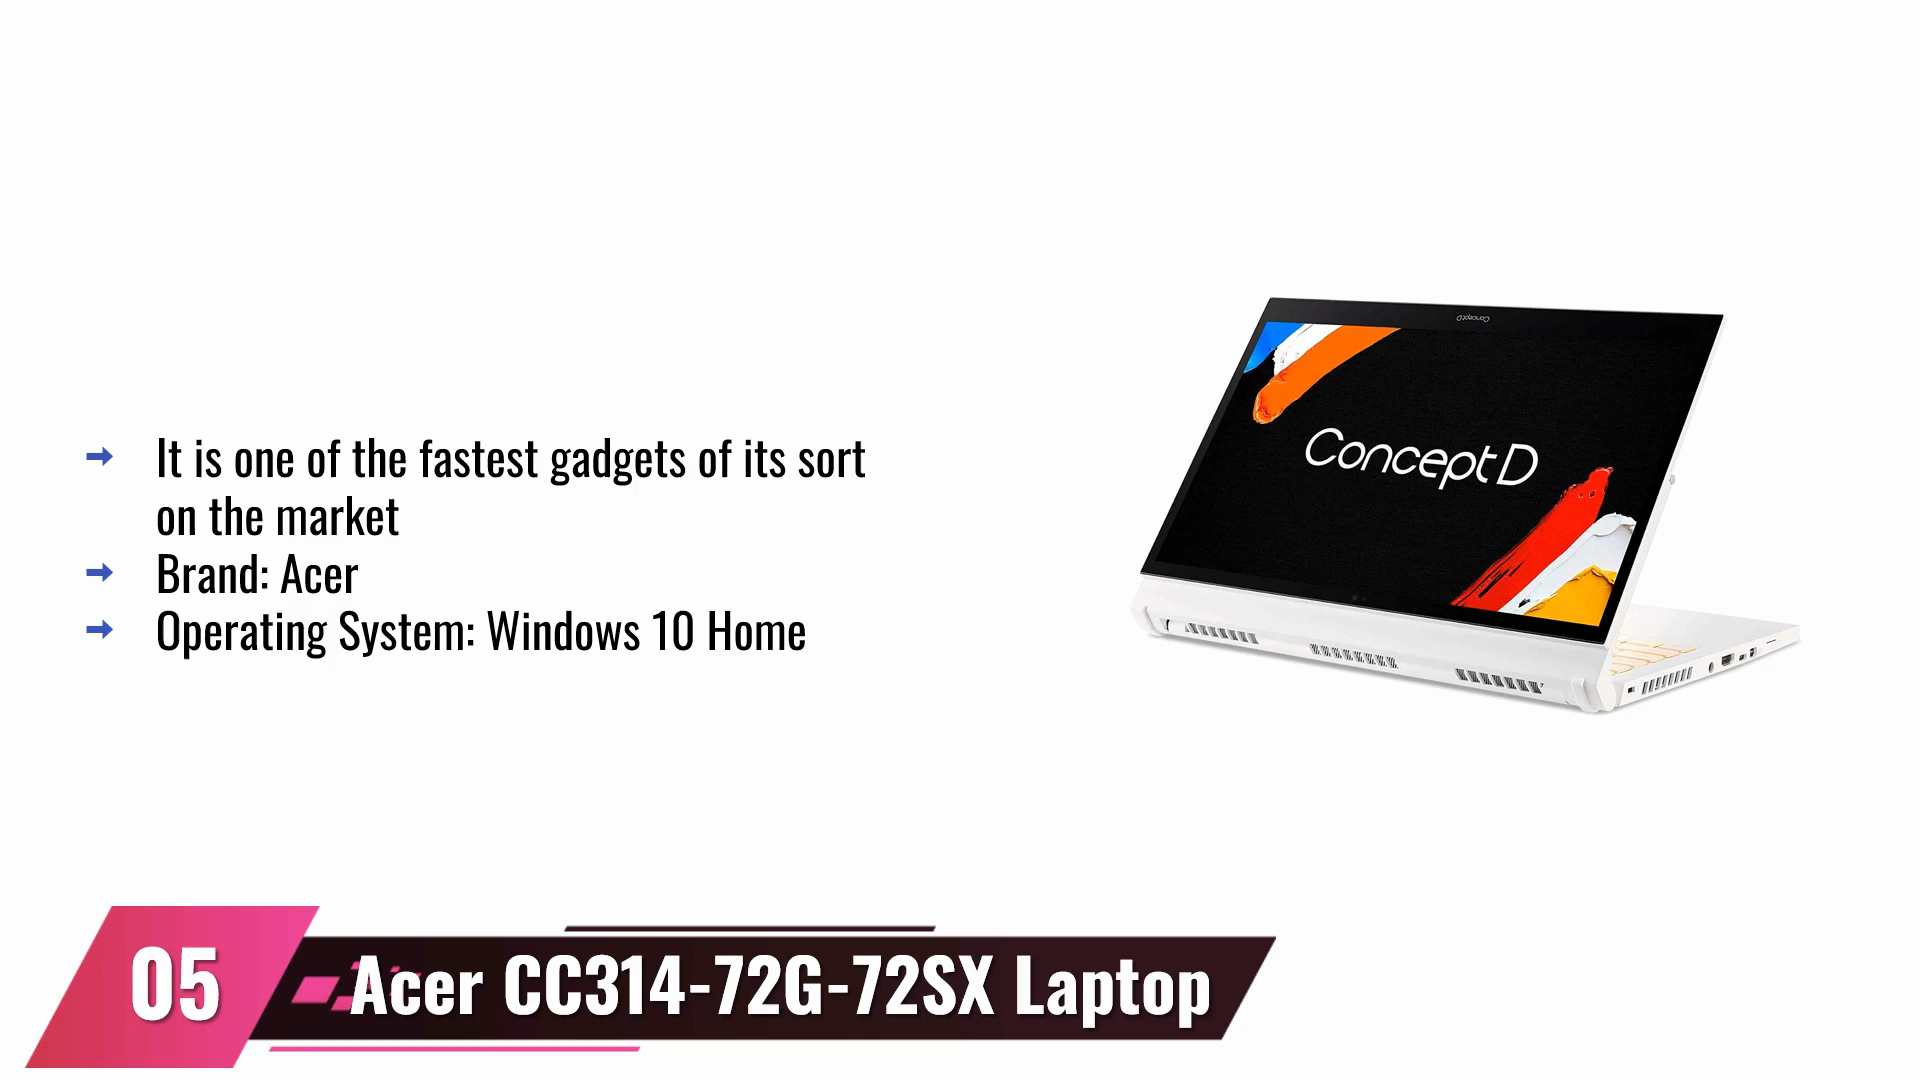 ConceptD
ConceptD
It is one of the fastest gadgets of its sort
on the market
Brand: Acer
Operating System: Windows 10 Home
05
Acer CC314-72G-72SX Laptop